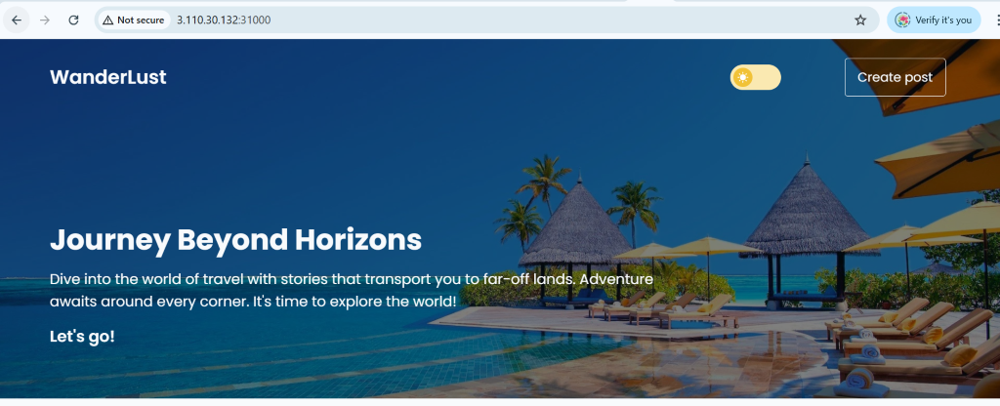 Not secure
3.110.30.132:31000
Verify it's you
WanderLust
Create post
Journey Beyond Horizons
Dive into the world of travel with stories that transport you to far-off lands. Adventure
awaits around every corner. It's time to explore the world!
Let's go!